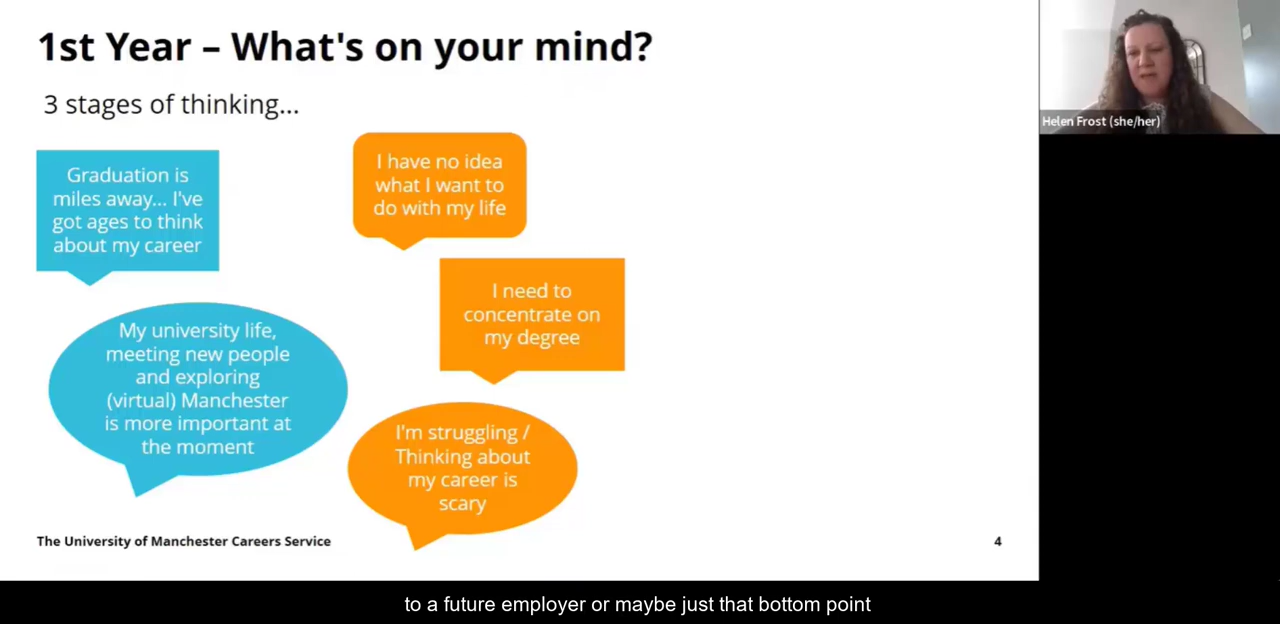 1st Year – What's on your mind?
3 stages of thinking...
Graduation is
miles away... I've
got ages to think
about my career
My university life,
meeting new people
and exploring
(virtual) Manchester
is more important at
the moment
I have no idea
what I want to
do with my life
I need to
concentrate on
my degree
I'm struggling /
Thinking about
my career is
scary
The University of Manchester Careers Service
4
Helen Frost (she/her)
to a future employer or maybe just that bottom point